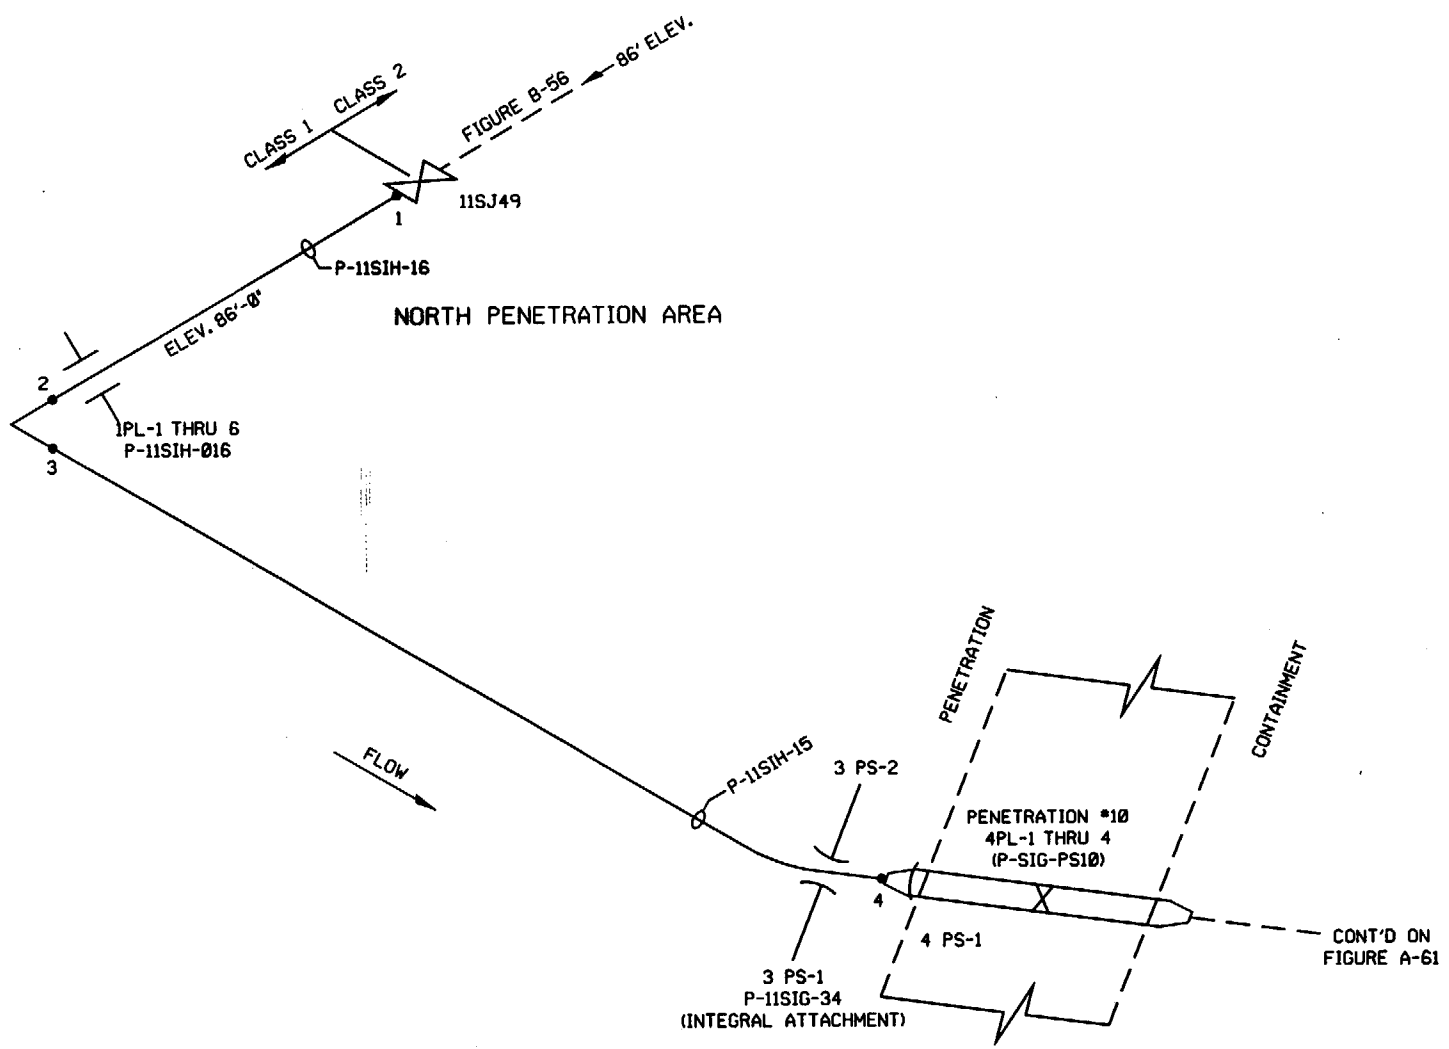 86' ELEV.
FIGURE B-56
CLASS 1 CLASS 2
11SJ49
1
P-11SIH-16
ELEV. 86'-0"
NORTH PENETRATION AREA
2
1PL-1 THRU 6
P-11SIH-016
3
PENETRATION
CONTAINMENT
FLOW
P-11SIH-15
3 PS-2
PENETRATION #10
4PL-1 THRU 4
(P-SIG-PS10)
4
4 PS-1
3 PS-1
P-11SIG-34
(INTEGRAL ATTACHMENT)
CONT'D ON
FIGURE A-61